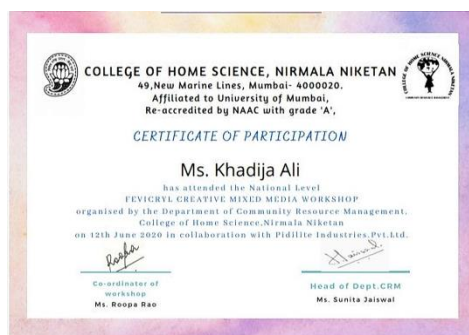 COLLEGE OF HOME SCIENCE, NIRMALA NIKETAN
49,New Marine Lines, Mumbai- 4000020.
Affiliated to University of Mumbai,
Re-accredited by NAAC with grade 'A',
CERTIFICATE OF PARTICIPATION
Ms. Khadija Ali
has attended the National Level
FEVICRYL CREATIVE MIXED MEDIA WORKSHOP
organised by the Department of Community Resource Management,
College of Home Science,Nirmala Niketan
on 12th June 2020 in collaboration with Pidilite Industries.Pvt.Ltd.
Roopa
Jaiswal
Co-ordinator of
workshop
Ms. Roopa Rao
Head of Dept.CRM
Ms. Sunita Jaiswal